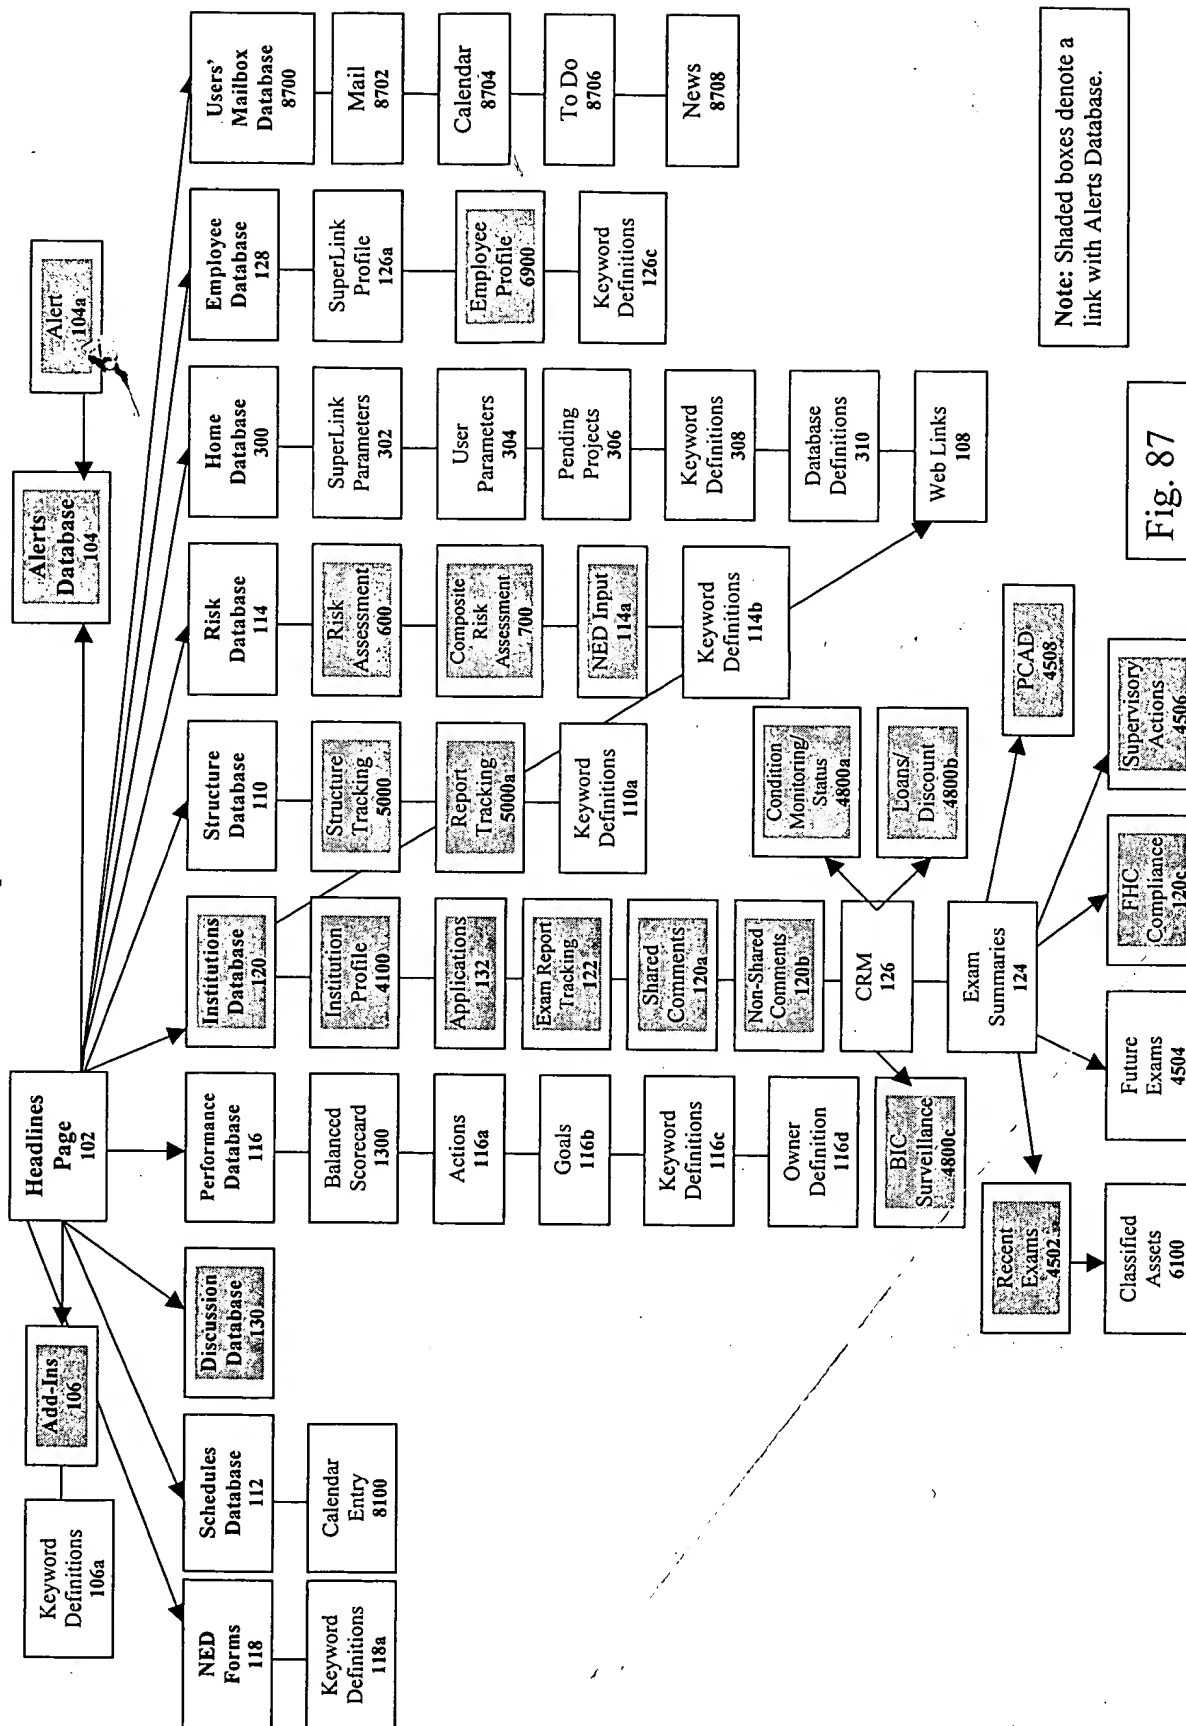 Headlines
Page
102
Alerts
Database
104
Alert
104a
Keyword
Definitions
106a
Add-Ins
106
NED
Forms
118
Keyword
Definitions
118a
Schedules
Database
112
Calendar
Entry
8100
Discussion
Database
130
Performance
Database
116
Balanced
Scorecard
1300
Actions
116a
Goals
116b
Keyword
Definitions
116c
Owner
Definition
116d
Institutions
Database
120
Institution
Profile
4100
Applications
132
Exam Report
Tracking
122
Shared
Comments
120a
Non-Shared
Comments
120b
CRM
126
Condition
Monitoring/
Status
4800a
Loans/
Discount
4800b
BIC
Surveillance
4800c
Exam
Summaries
124
Recent
Exams
4502
Classified
Assets
6100
Future
Exams
4504
FHC
Compliance
120c
Supervisory
Actions
4506
PCAD
4508
Structure
Database
110
Structure
Tracking
5000
Report
Tracking
5000a
Keyword
Definitions
110a
Risk
Database
114
Risk
Assessment
600
Composite
Risk
Assessment
700
NED Input
114a
Keyword
Definitions
114b
Home
Database
300
SuperLink
Parameters
302
User
Parameters
304
Pending
Projects
306
Keyword
Definitions
308
Database
Definitions
310
Web Links
108
Employee
Database
128
SuperLink
Profile
126a
Employee
Profile
6900
Keyword
Definitions
126c
Users'
Mailbox
Database
8700
Mail
8702
Calendar
8704
To Do
8706
News
8708
Note: Shaded boxes denote a
link with Alerts Database.
Fig. 87